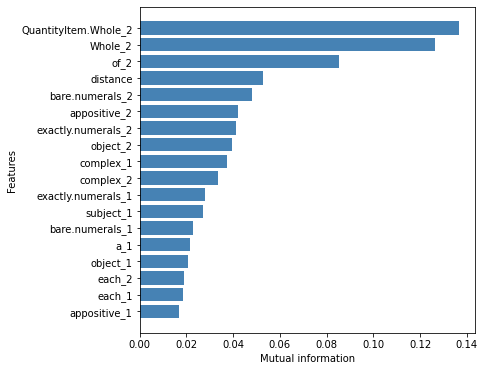 QuantityItem.Whole_2
Whole_2
of_2
distance
bare.numerals_2
appositive_2
exactly.numerals_2
object_2
complex_1
complex_2
exactly.numerals_1
subject_1
bare.numerals_1
a_1
object_1
each_2
each_1
appositive_1
Features
0.00 0.02 0.04 0.06 0.08 0.10 0.12 0.14
Mutual information